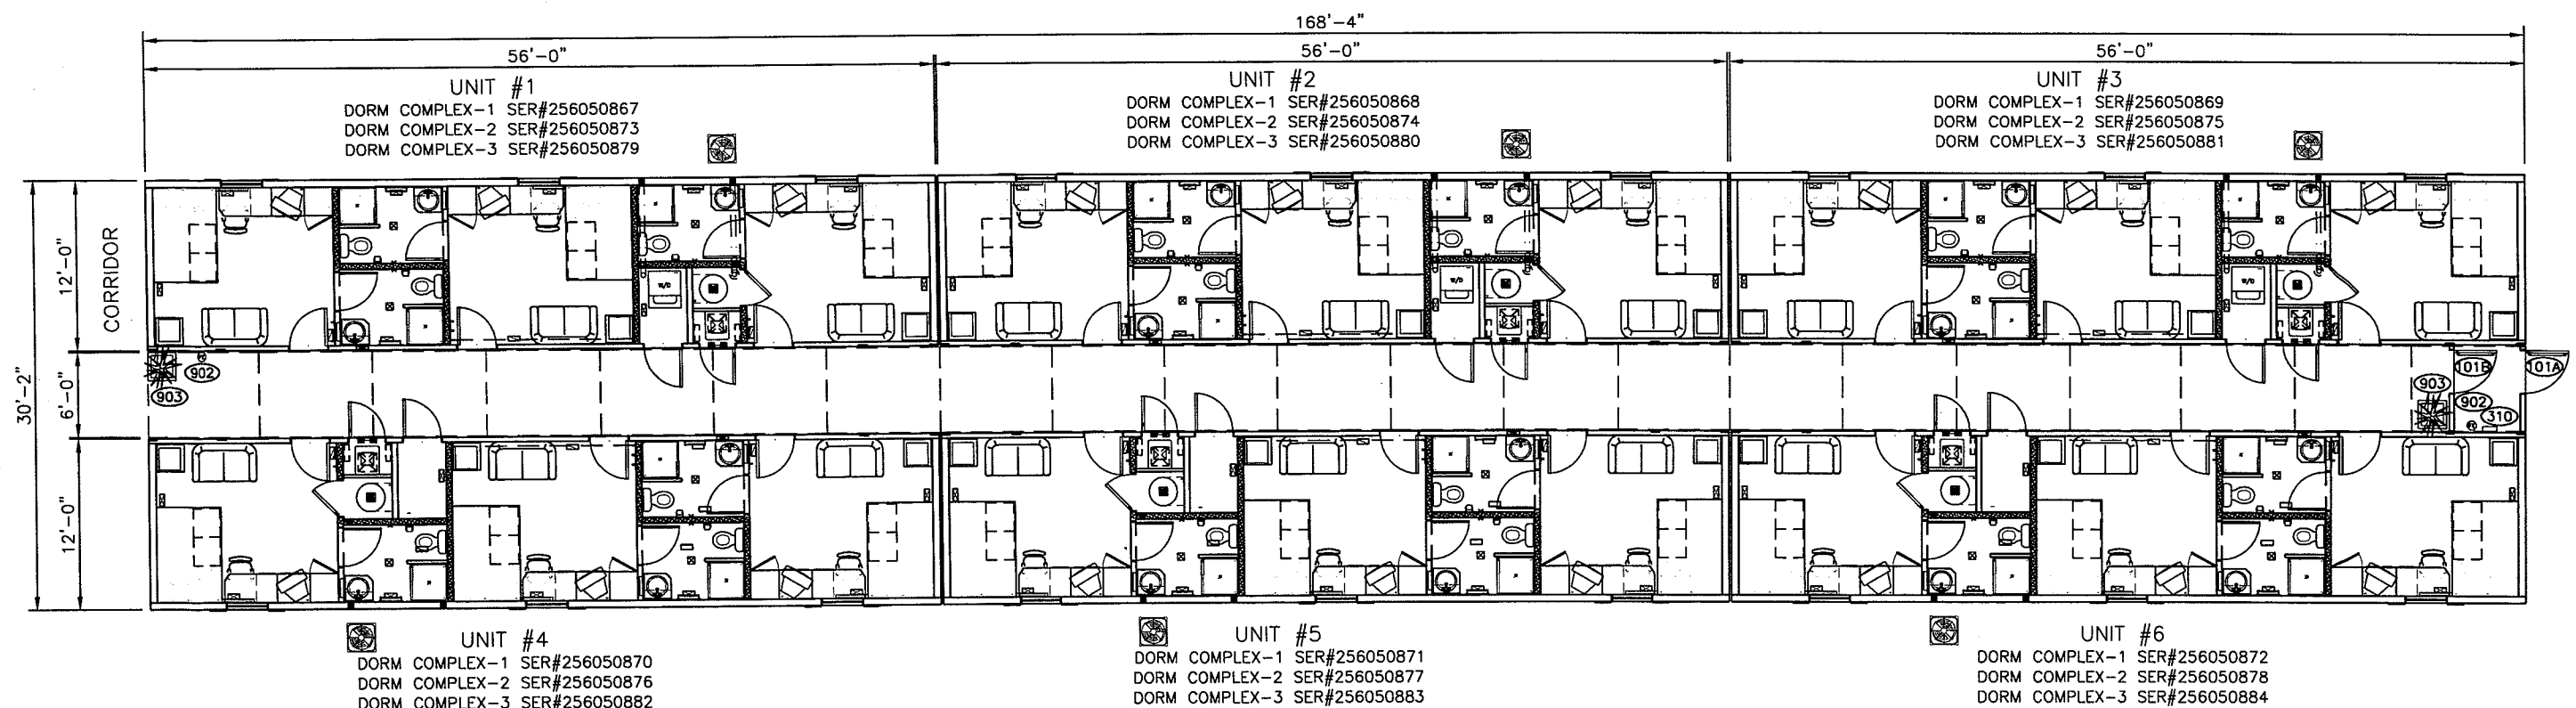 168'-4"
56'-0"
56'-0"
56'-0"
UNIT #1
DORM COMPLEX-1 SER#256050867
DORM COMPLEX-2 SER#256050873
DORM COMPLEX-3 SER#256050879
UNIT #2
DORM COMPLEX-1 SER#256050868
DORM COMPLEX-2 SER#256050874
DORM COMPLEX-3 SER#256050880
UNIT #3
DORM COMPLEX-1 SER#256050869
DORM COMPLEX-2 SER#256050875
DORM COMPLEX-3 SER#256050881
30'-2"
12'-0"
6'-0"
12'-0"
CORRIDOR
W/D
W/D
W/D
902
903
903
902
310
101B
101A
UNIT #4
DORM COMPLEX-1 SER#256050870
DORM COMPLEX-2 SER#256050876
DORM COMPLEX-3 SER#256050882
UNIT #5
DORM COMPLEX-1 SER#256050871
DORM COMPLEX-2 SER#256050877
DORM COMPLEX-3 SER#256050883
UNIT #6
DORM COMPLEX-1 SER#256050872
DORM COMPLEX-2 SER#256050878
DORM COMPLEX-3 SER#256050884